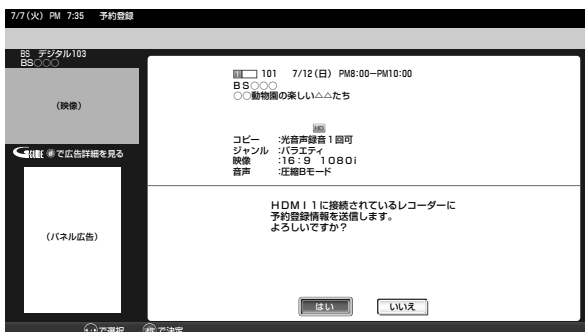 7/7(火) PM 7:35　予約登録
BS デジタル103
BS○○○
(映像)
GGUIDE で広告詳細を見る
(パネル広告)
101　7/12(日)　PM8:00−PM10:00
BS○○○
○○動物園の楽しい△△たち
HD
コピー　:光音声録音1回可
ジャンル　:バラエティ
映像　:16:9 1080i
音声　:圧縮Bモード
HDMI1に接続されているレコーダーに
予約登録情報を送信します。
よろしいですか?
はい　いいえ
で選択　で決定